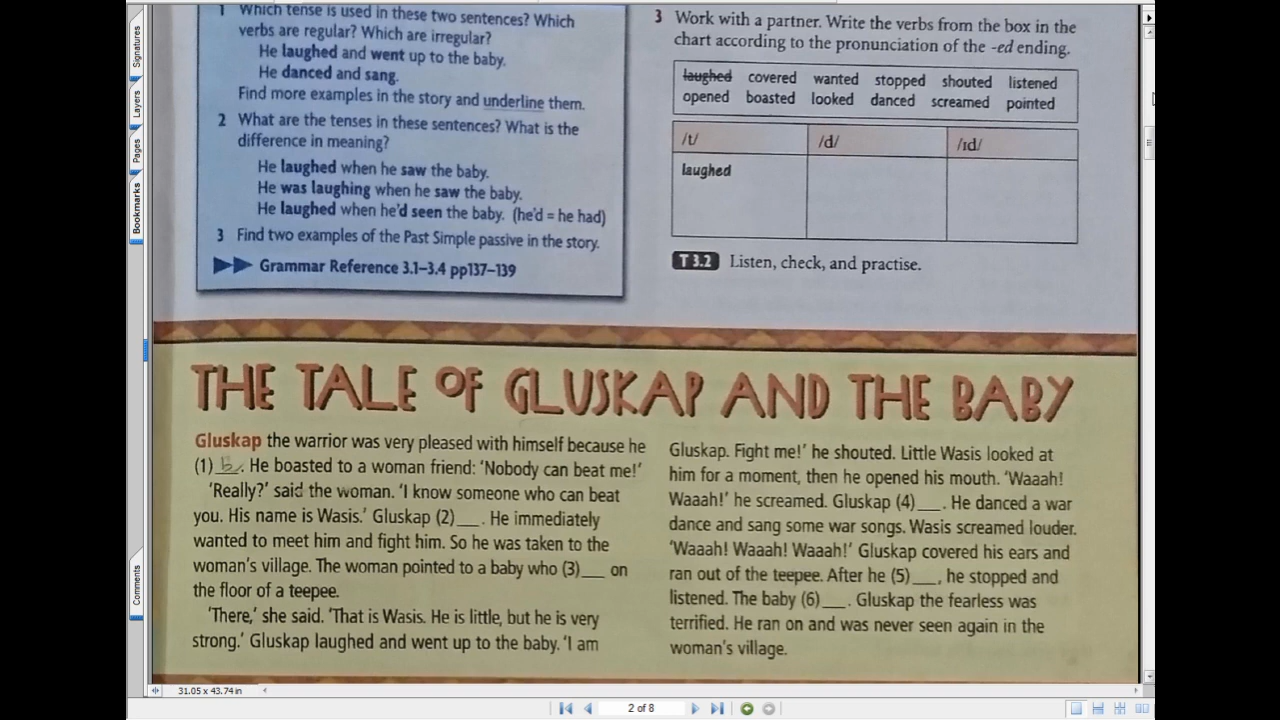 Signatures
Layers
Pages
Bookmarks
Comments
1 Which tense is used in these two sentences? Which
verbs are regular? Which are irregular?
He laughed and went up to the baby.
He danced and sang.
Find more examples in the story and underline them.
2 What are the tenses in these sentences? What is the
difference in meaning?
He laughed when he saw the baby.
He was laughing when he saw the baby.
He laughed when he'd seen the baby. (he'd = he had)
3 Find two examples of the Past Simple passive in the story.
Grammar Reference 3.1–3.4 pp137–139
3 Work with a partner. Write the verbs from the box in the
chart according to the pronunciation of the -ed ending.
laughed covered wanted stopped shouted listened
opened boasted looked danced screamed pointed
/t/ /d/ /ɪd/
laughed
T 3.2 Listen, check, and practise.
THE TALE OF GLUSKAP AND THE BABY
Gluskap the warrior was very pleased with himself because he
(1) b. He boasted to a woman friend: 'Nobody can beat me!'
'Really?' said the woman. 'I know someone who can beat
you. His name is Wasis.' Gluskap (2)__. He immediately
wanted to meet him and fight him. So he was taken to the
woman's village. The woman pointed to a baby who (3)__ on
the floor of a teepee.
'There,' she said. 'That is Wasis. He is little, but he is very
strong.' Gluskap laughed and went up to the baby. 'I am
Gluskap. Fight me!' he shouted. Little Wasis looked at
him for a moment, then he opened his mouth. 'Waaah!
Waaah!' he screamed. Gluskap (4)__. He danced a war
dance and sang some war songs. Wasis screamed louder.
'Waaah! Waaah! Waaah!' Gluskap covered his ears and
ran out of the teepee. After he (5)__, he stopped and
listened. The baby (6)__. Gluskap the fearless was
terrified. He ran on and was never seen again in the
woman's village.
31.05 x 43.74 in
2 of 8